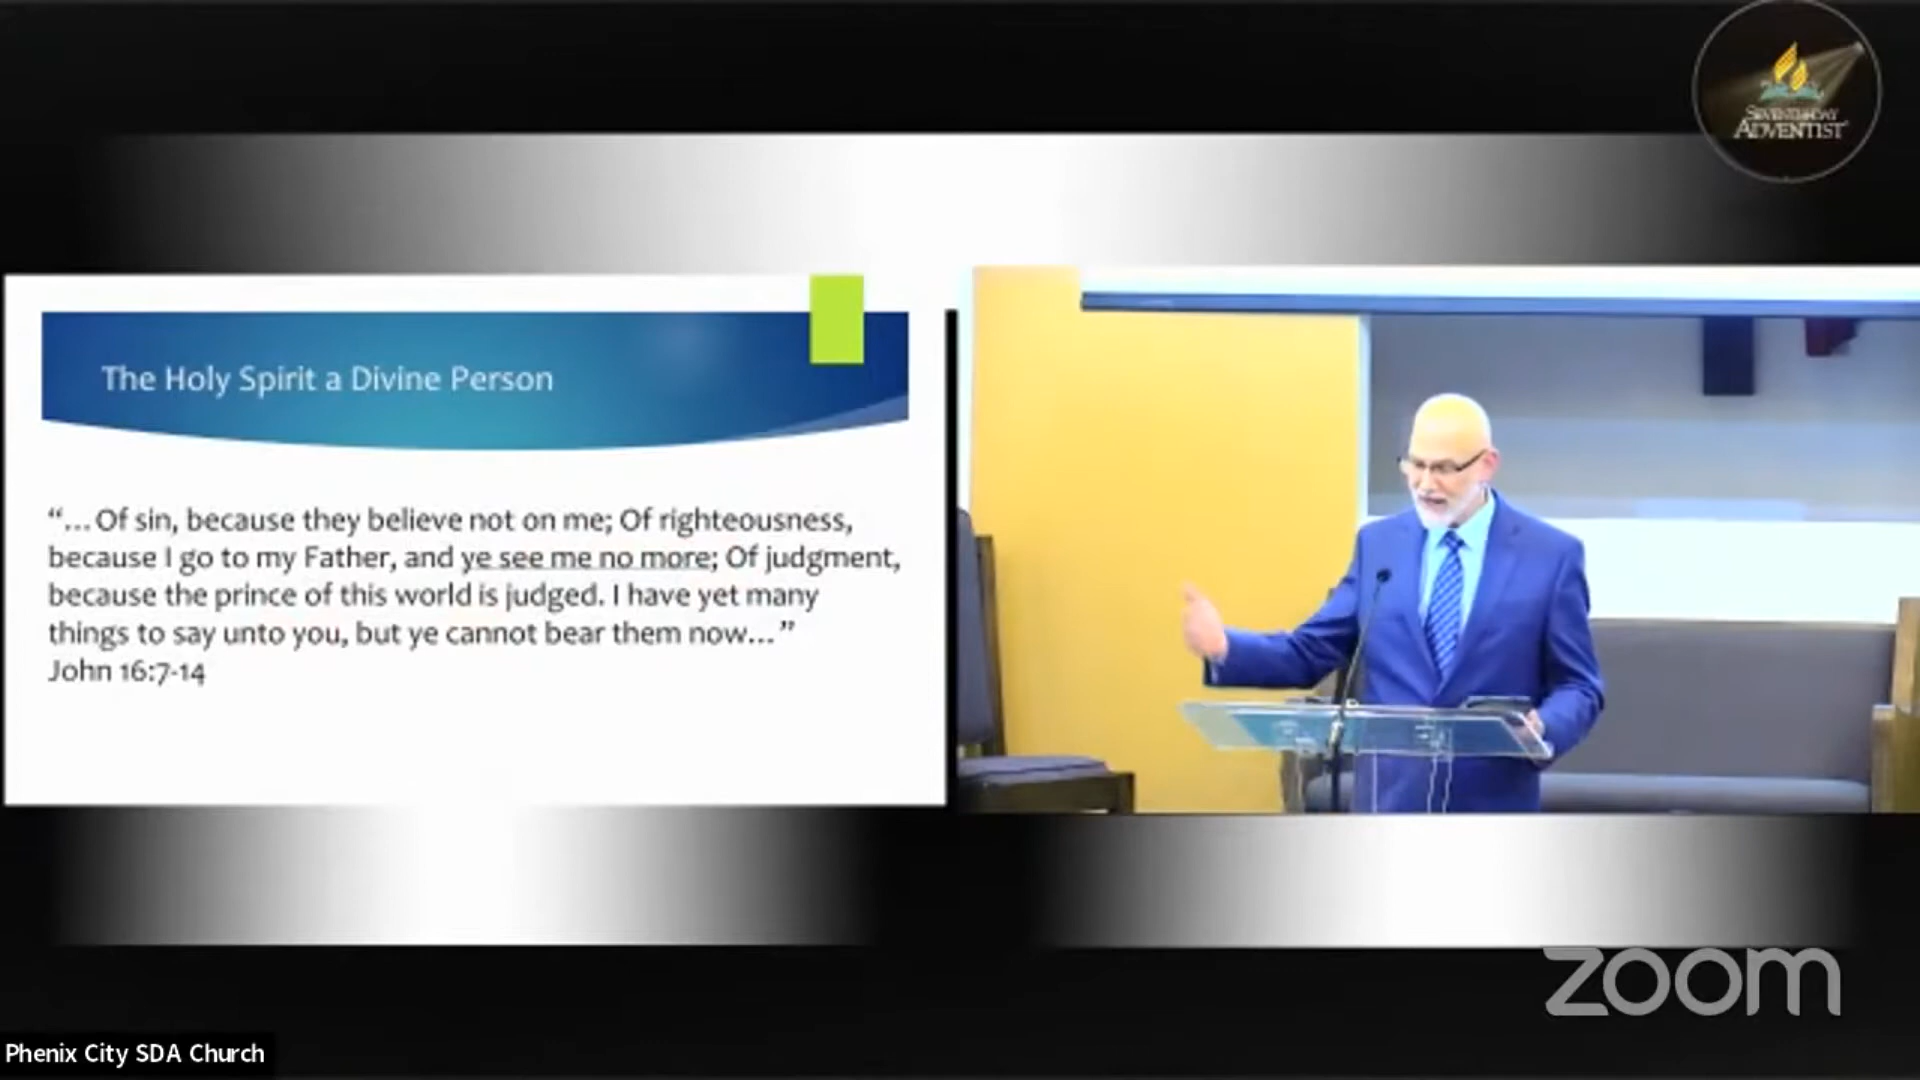 SEVENTH-DAY
ADVENTIST
The Holy Spirit a Divine Person
“... Of sin, because they believe not on me; Of righteousness,
because I go to my Father, and ye see me no more; Of judgment,
because the prince of this world is judged. I have yet many
things to say unto you, but ye cannot bear them now...”
John 16:7-14
zoom
Phenix City SDA Church